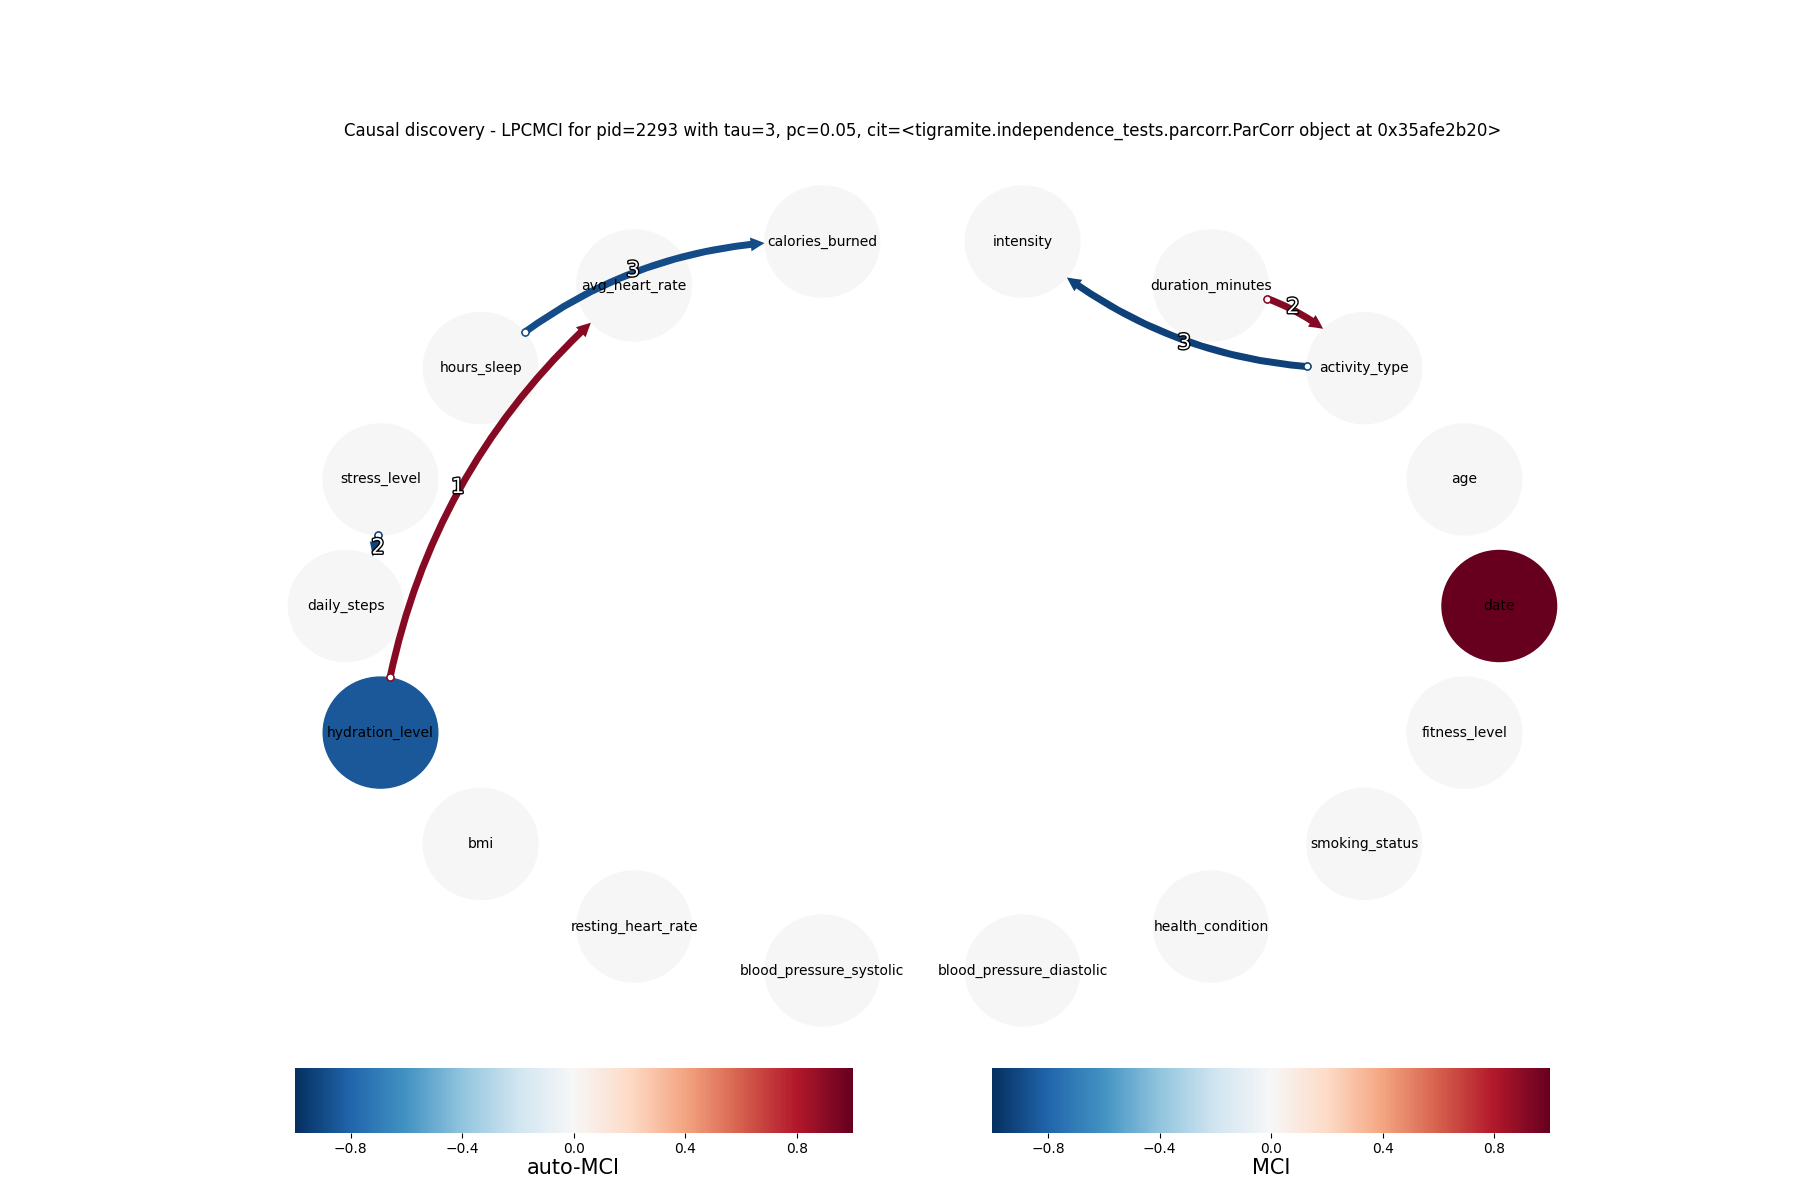 Causal discovery - LPCMCI for pid=2293 with tau=3, pc=0.05, cit=<tigramite.independence_tests.parcorr.ParCorr object at 0x35afe2b20>
calories_burned
intensity
3
avg_heart_rate
duration_minutes
2
3
hours_sleep
activity_type
stress_level
1
age
2
daily_steps
date
hydration_level
fitness_level
bmi
smoking_status
resting_heart_rate
health_condition
blood_pressure_systolic
blood_pressure_diastolic
−0.8 −0.4 0.0 0.4 0.8
auto-MCI
−0.8 −0.4 0.0 0.4 0.8
MCI